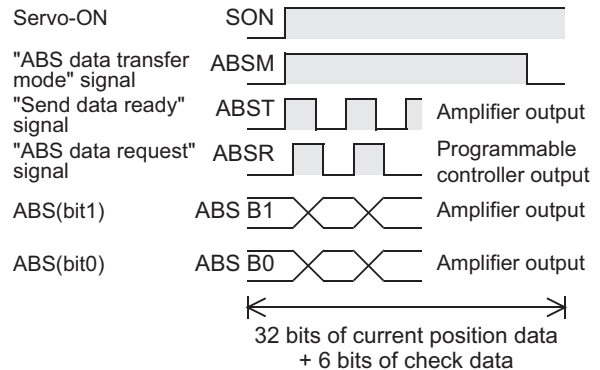 Servo-ON SON
"ABS data transfer
mode" signal ABSM
"Send data ready"
signal ABST Amplifier output
"ABS data request"
signal ABSR Programmable
controller output
ABS(bit1) ABS B1 Amplifier output
ABS(bit0) ABS B0 Amplifier output
32 bits of current position data
+ 6 bits of check data